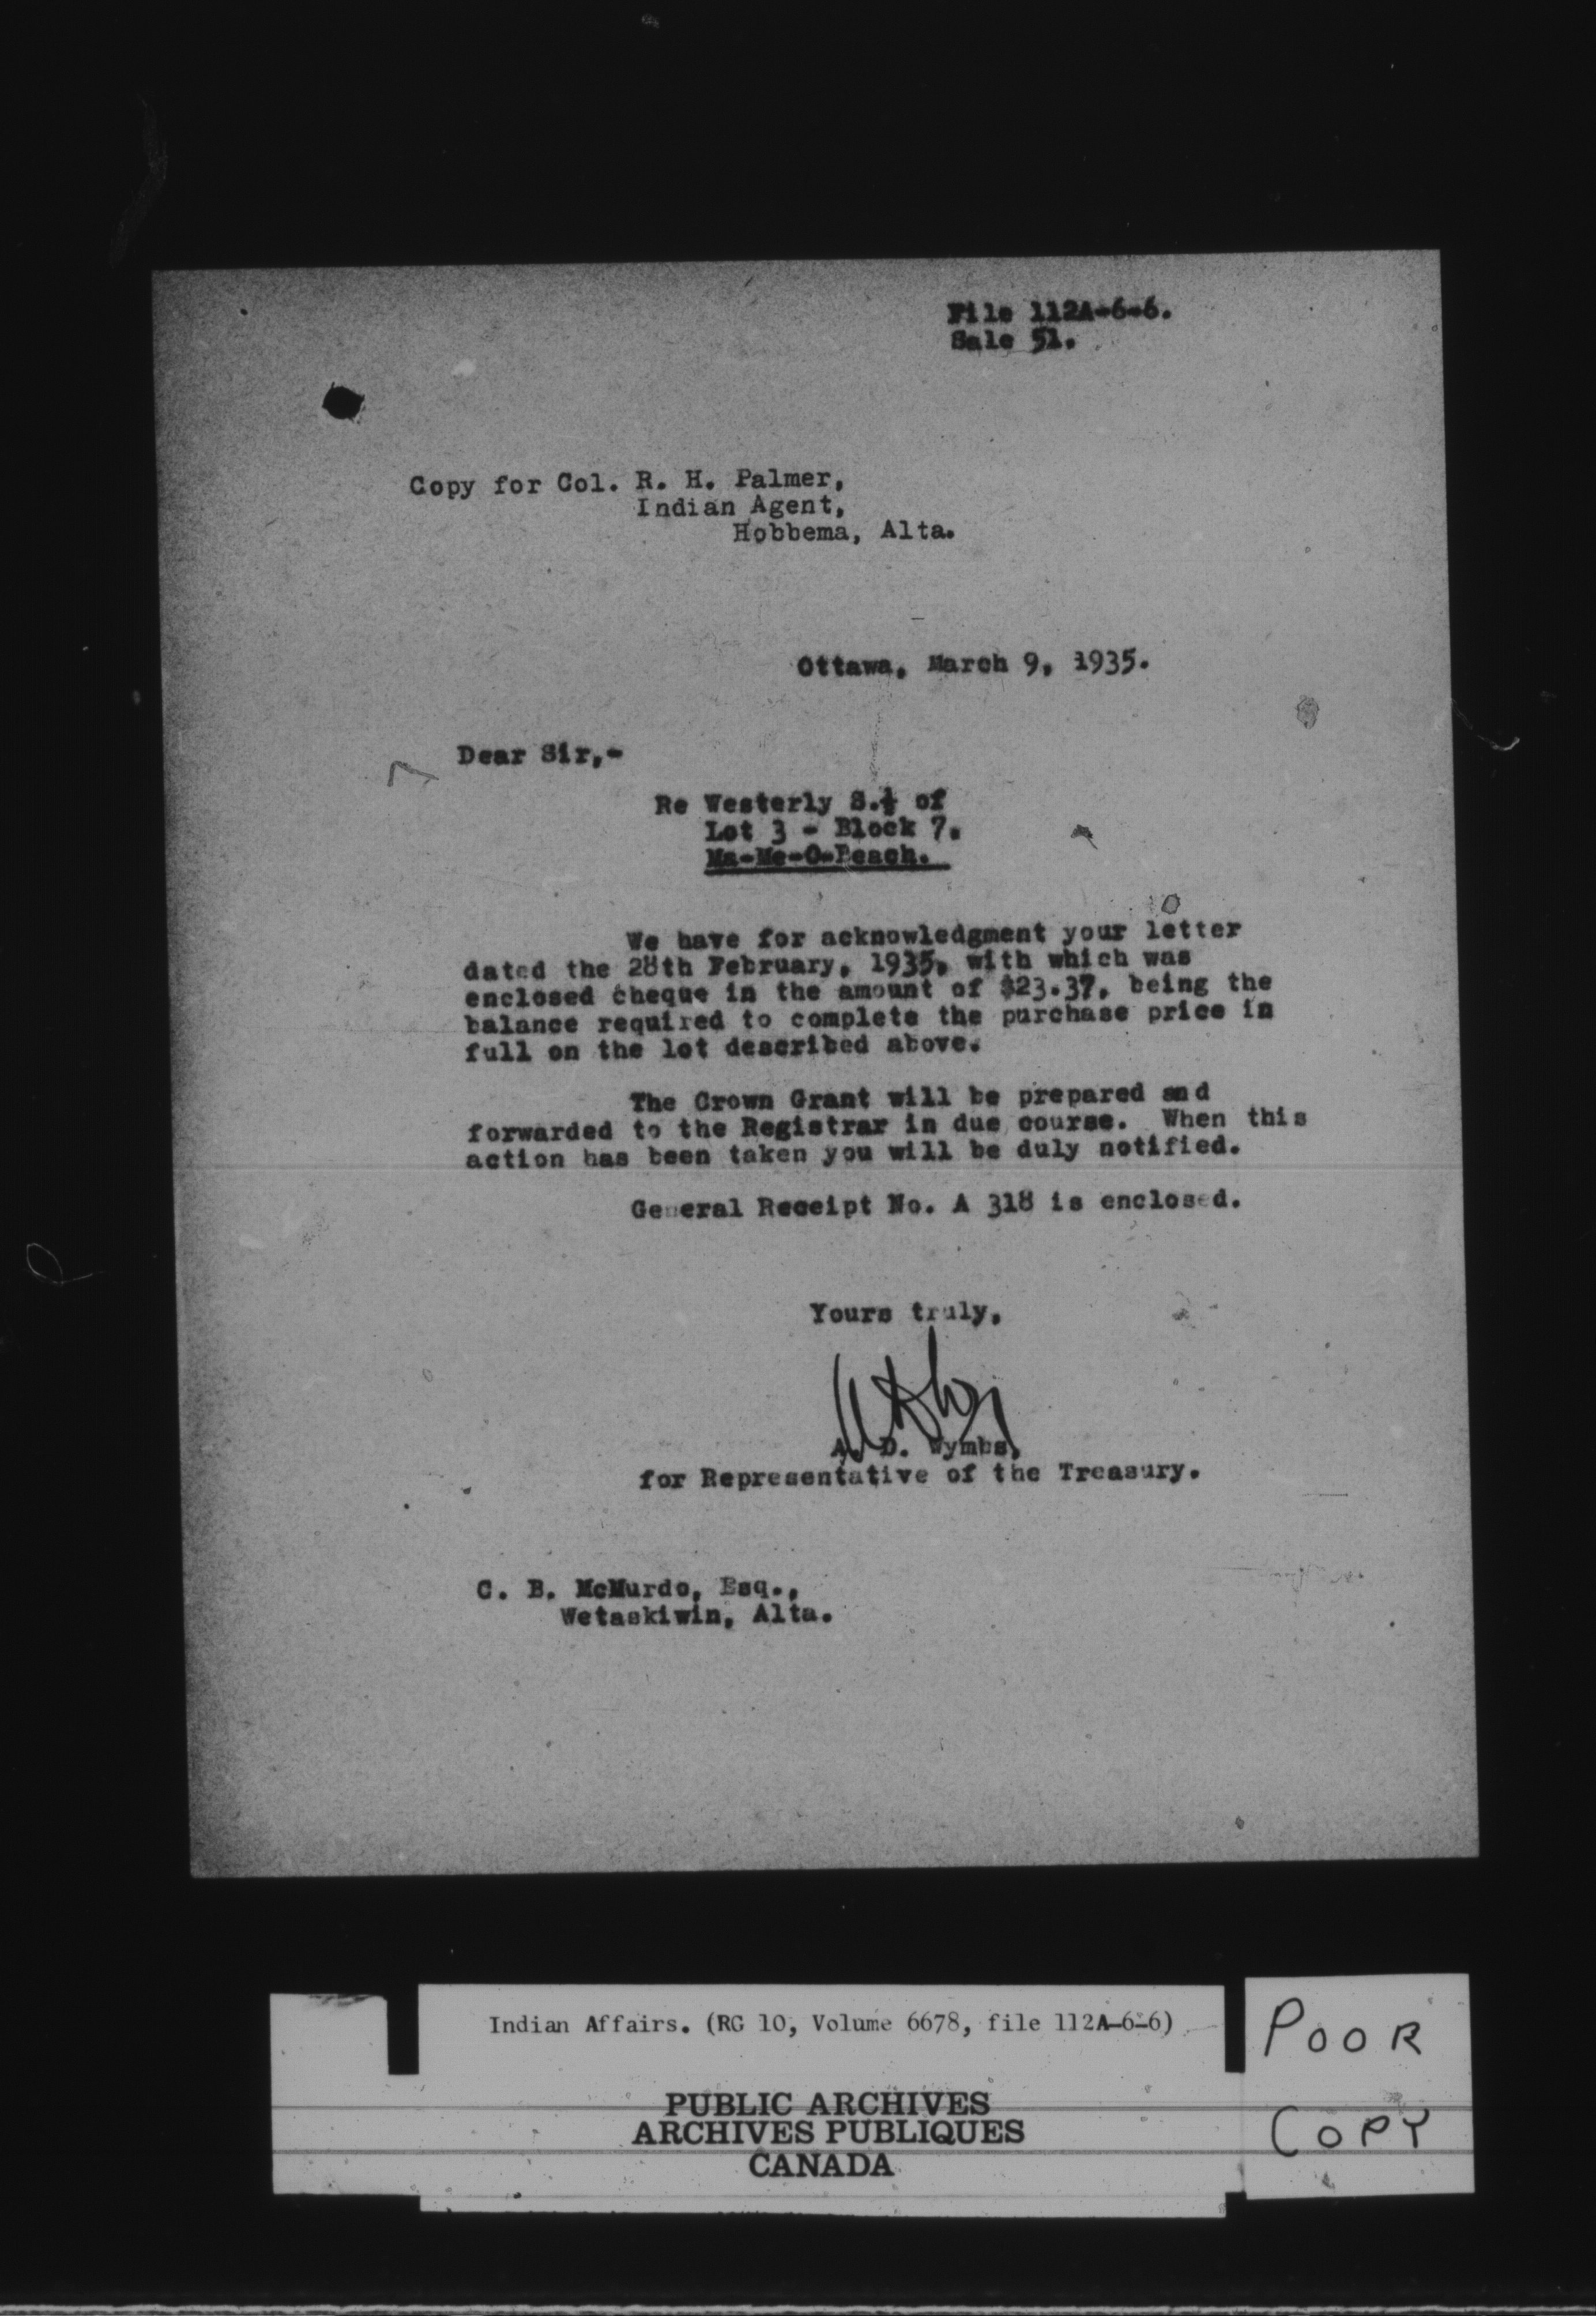 File 112A-6-6.
Sale 51.
Copy for Col. R. H. Palmer,
Indian Agent,
Hobbema, Alta.
Ottawa, March 9, 1935.
Dear Sir,-
Re Westerly S.½ of
Lot 3 - Block 7.
Ma-Me-O-Beach.
We have for acknowledgment your letter
dated the 28th February, 1935, with which was
enclosed cheque in the amount of $23.37, being the
balance required to complete the purchase price in
full on the lot described above.
The Crown Grant will be prepared and
forwarded to the Registrar in due course. When this
action has been taken you will be duly notified.
General Receipt No. A 318 is enclosed.
Yours truly,
A. D. Wymbs,
for Representative of the Treasury.
C. B. McMurdo, Esq.,
Wetaskiwin, Alta.
Indian Affairs. (RG 10, Volume 6678, file 112A-6-6)
PUBLIC ARCHIVES
ARCHIVES PUBLIQUES
CANADA
POOR
COPY